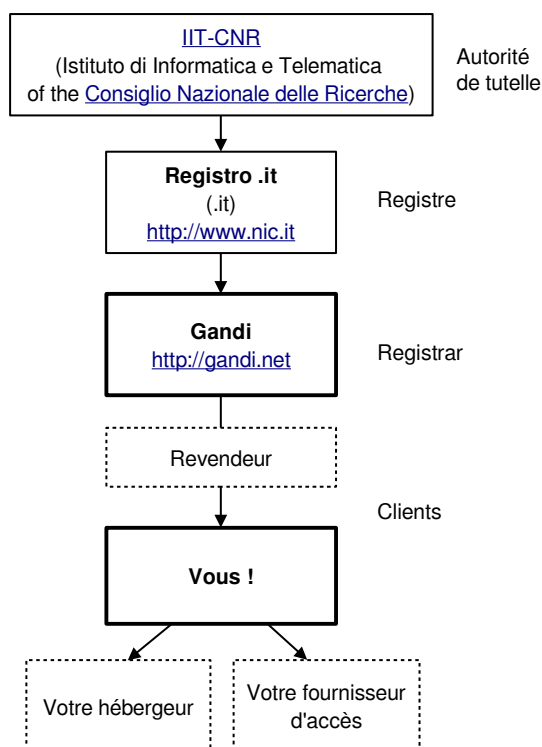 IIT-CNR
(Istituto di Informatica e Telematica
of the Consiglio Nazionale delle Ricerche)
Autorité
de tutelle
Registro .it
(.it)
http://www.nic.it
Registre
Gandi
http://gandi.net
Registrar
Revendeur
Clients
Vous !
Votre hébergeur
Votre fournisseur
d'accès